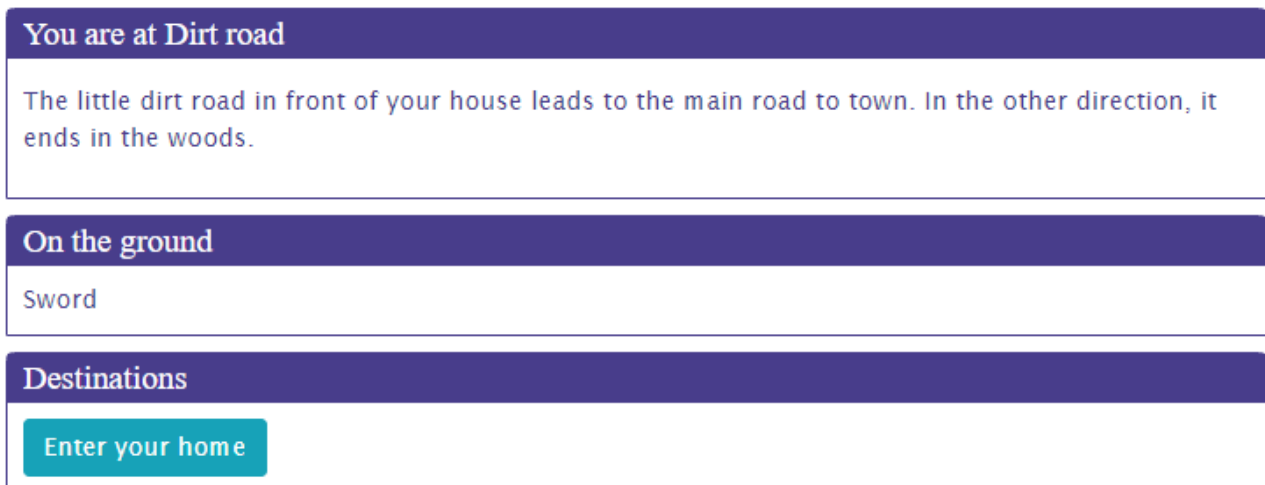 You are at Dirt road
The little dirt road in front of your house leads to the main road to town. In the other direction, it
ends in the woods.
On the ground
Sword
Destinations
Enter your home